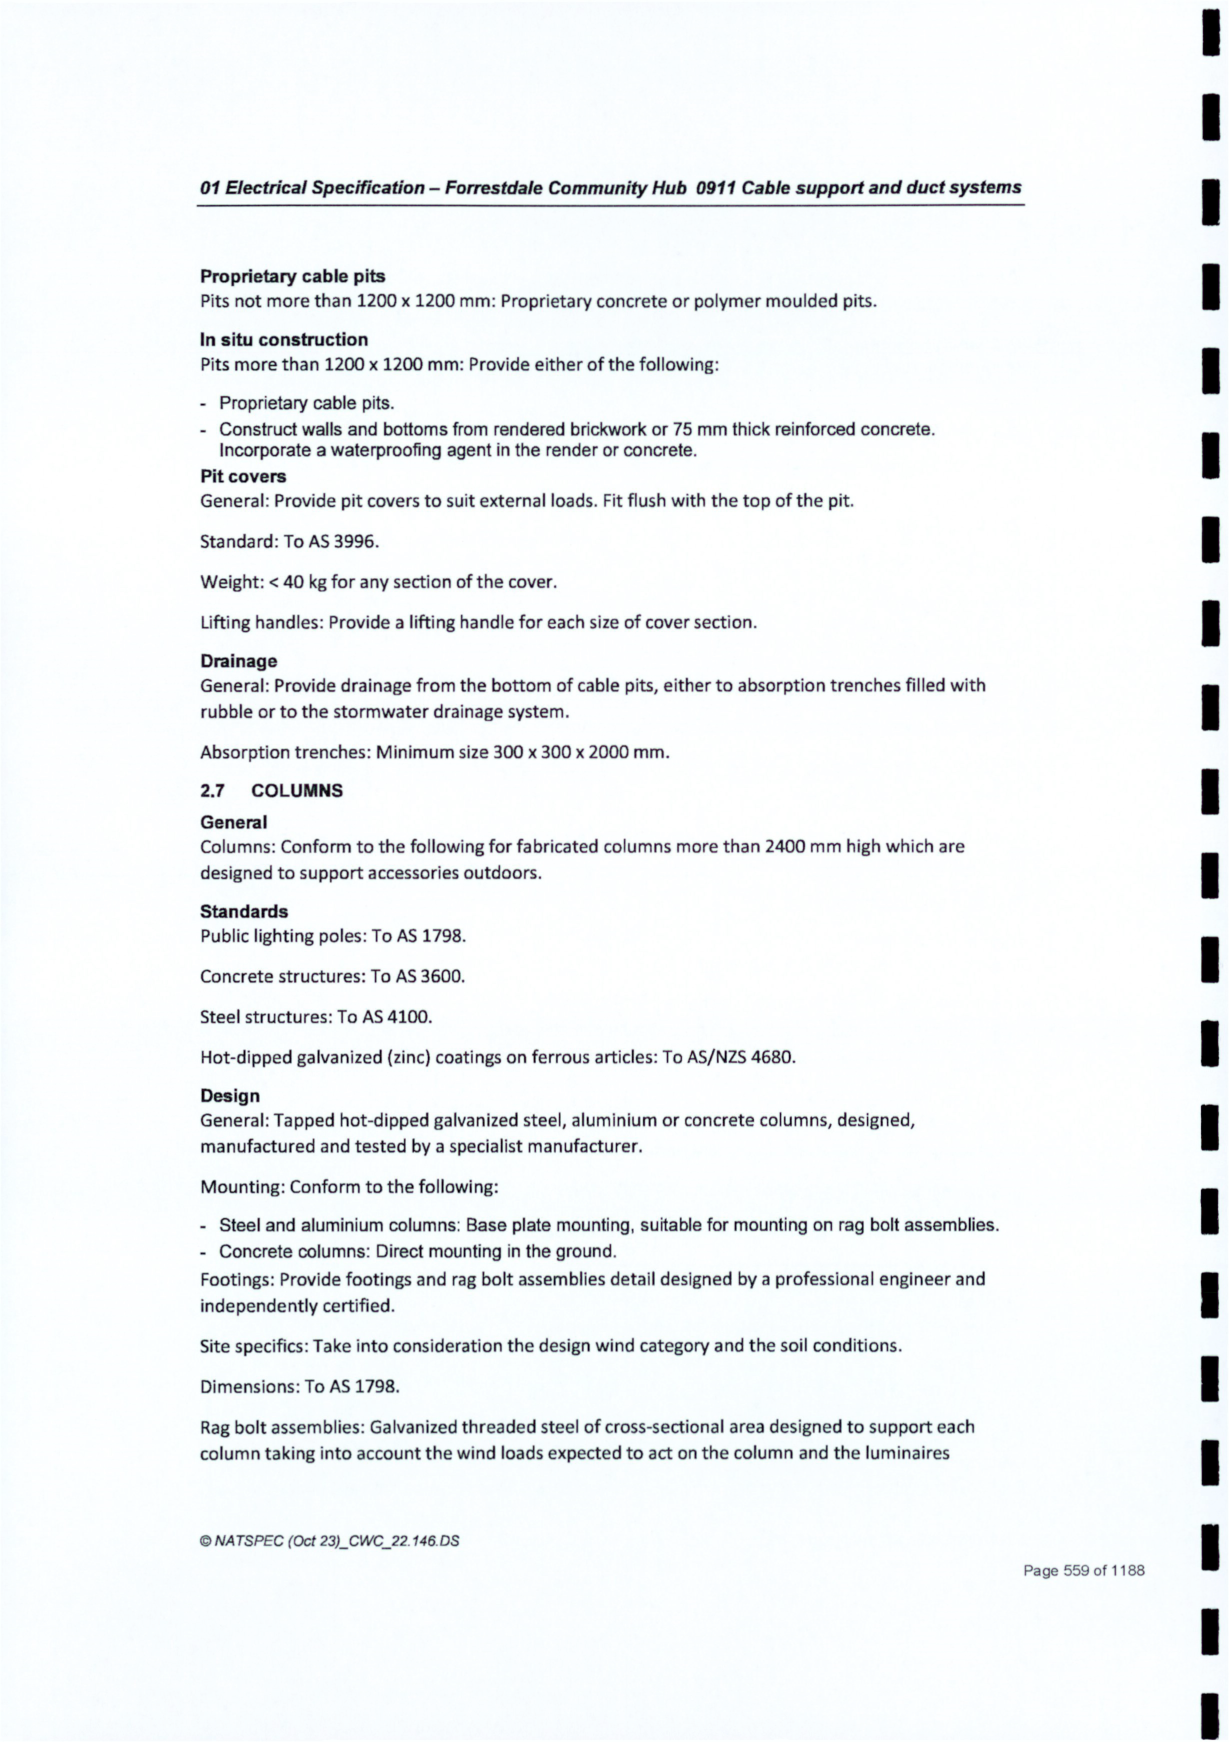 01 Electrical Specification – Forrestdale Community Hub 0911 Cable support and duct systems
Proprietary cable pits
Pits not more than 1200 x 1200 mm: Proprietary concrete or polymer moulded pits.
In situ construction
Pits more than 1200 x 1200 mm: Provide either of the following:
- Proprietary cable pits.
- Construct walls and bottoms from rendered brickwork or 75 mm thick reinforced concrete.
Incorporate a waterproofing agent in the render or concrete.
Pit covers
General: Provide pit covers to suit external loads. Fit flush with the top of the pit.
Standard: To AS 3996.
Weight: < 40 kg for any section of the cover.
Lifting handles: Provide a lifting handle for each size of cover section.
Drainage
General: Provide drainage from the bottom of cable pits, either to absorption trenches filled with
rubble or to the stormwater drainage system.
Absorption trenches: Minimum size 300 x 300 x 2000 mm.
2.7 COLUMNS
General
Columns: Conform to the following for fabricated columns more than 2400 mm high which are
designed to support accessories outdoors.
Standards
Public lighting poles: To AS 1798.
Concrete structures: To AS 3600.
Steel structures: To AS 4100.
Hot-dipped galvanized (zinc) coatings on ferrous articles: To AS/NZS 4680.
Design
General: Tapped hot-dipped galvanized steel, aluminium or concrete columns, designed,
manufactured and tested by a specialist manufacturer.
Mounting: Conform to the following:
- Steel and aluminium columns: Base plate mounting, suitable for mounting on rag bolt assemblies.
- Concrete columns: Direct mounting in the ground.
Footings: Provide footings and rag bolt assemblies detail designed by a professional engineer and
independently certified.
Site specifics: Take into consideration the design wind category and the soil conditions.
Dimensions: To AS 1798.
Rag bolt assemblies: Galvanized threaded steel of cross-sectional area designed to support each
column taking into account the wind loads expected to act on the column and the luminaires
© NATSPEC (Oct 23)_CWC_22.146.DS
Page 559 of 1188